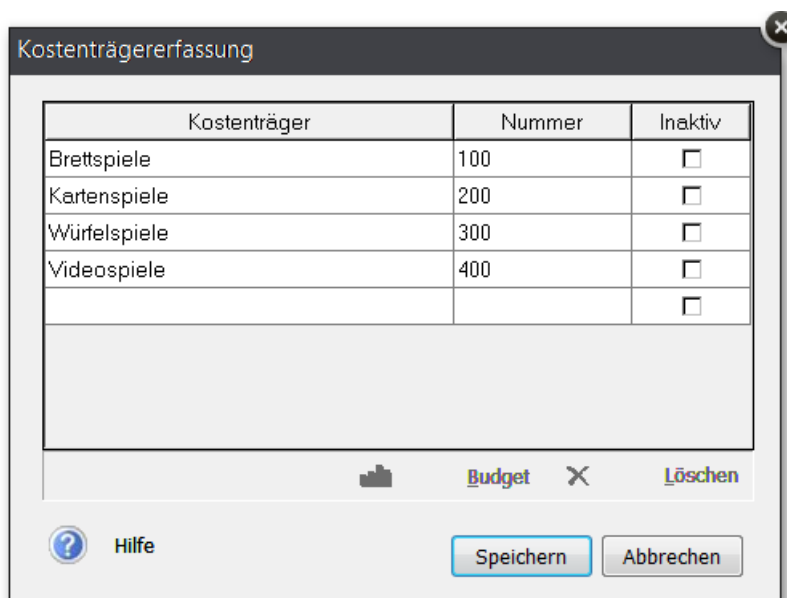 Kostenträgererfassung
Kostenträger Nummer Inaktiv
Brettspiele 100
Kartenspiele 200
Würfelspiele 300
Videospiele 400
Budget Löschen
Hilfe Speichern Abbrechen